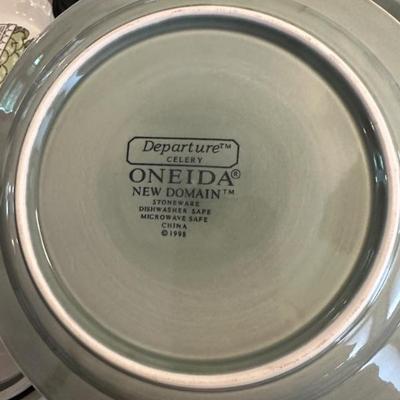 Departure™
CELERY
ONEIDA®
NEW DOMAIN™
STONEWARE
DISHWASHER SAFE
MICROWAVE SAFE
CHINA
©1998